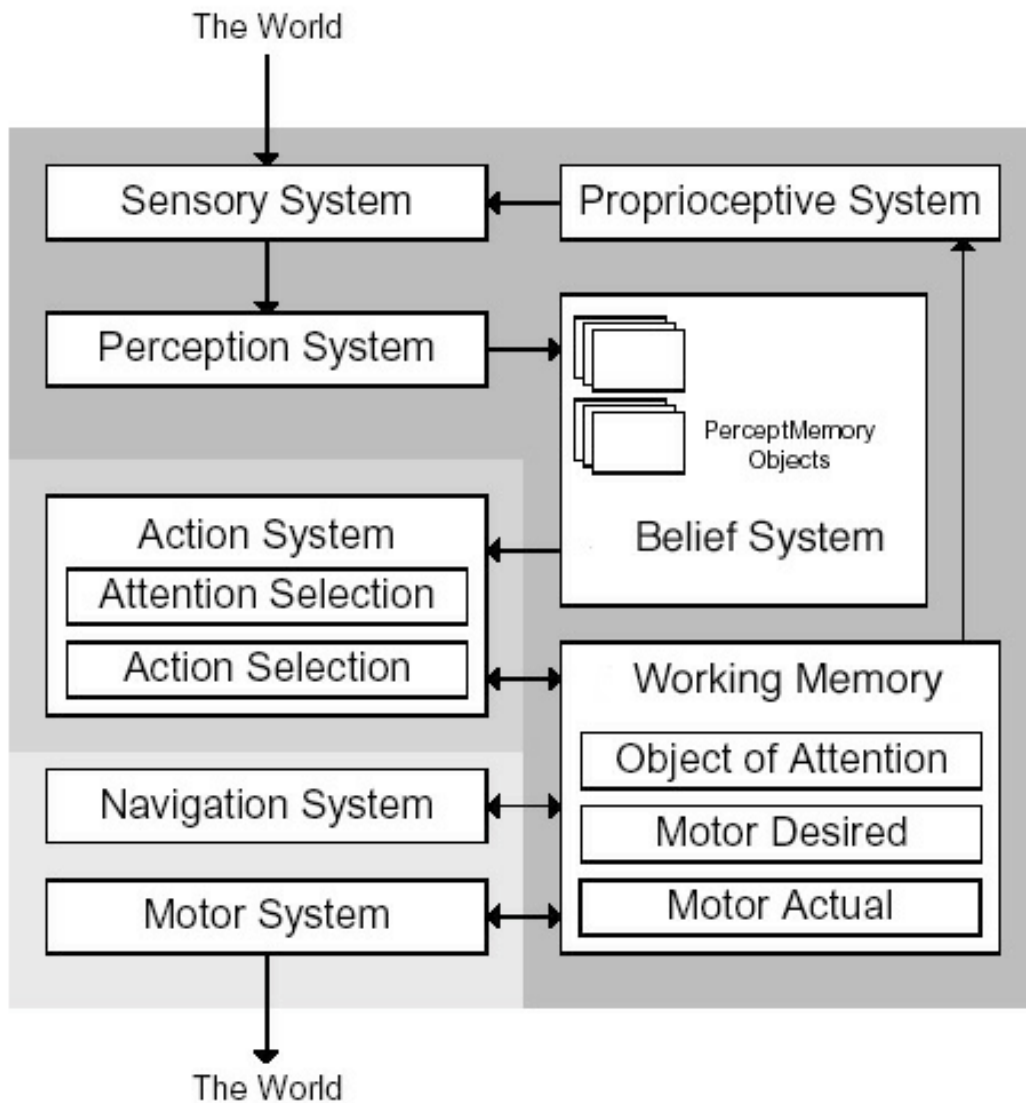 The World
Sensory System
Proprioceptive System
Perception System
PerceptMemory
Objects
Belief System
Action System
Attention Selection
Action Selection
Working Memory
Object of Attention
Motor Desired
Motor Actual
Navigation System
Motor System
The World